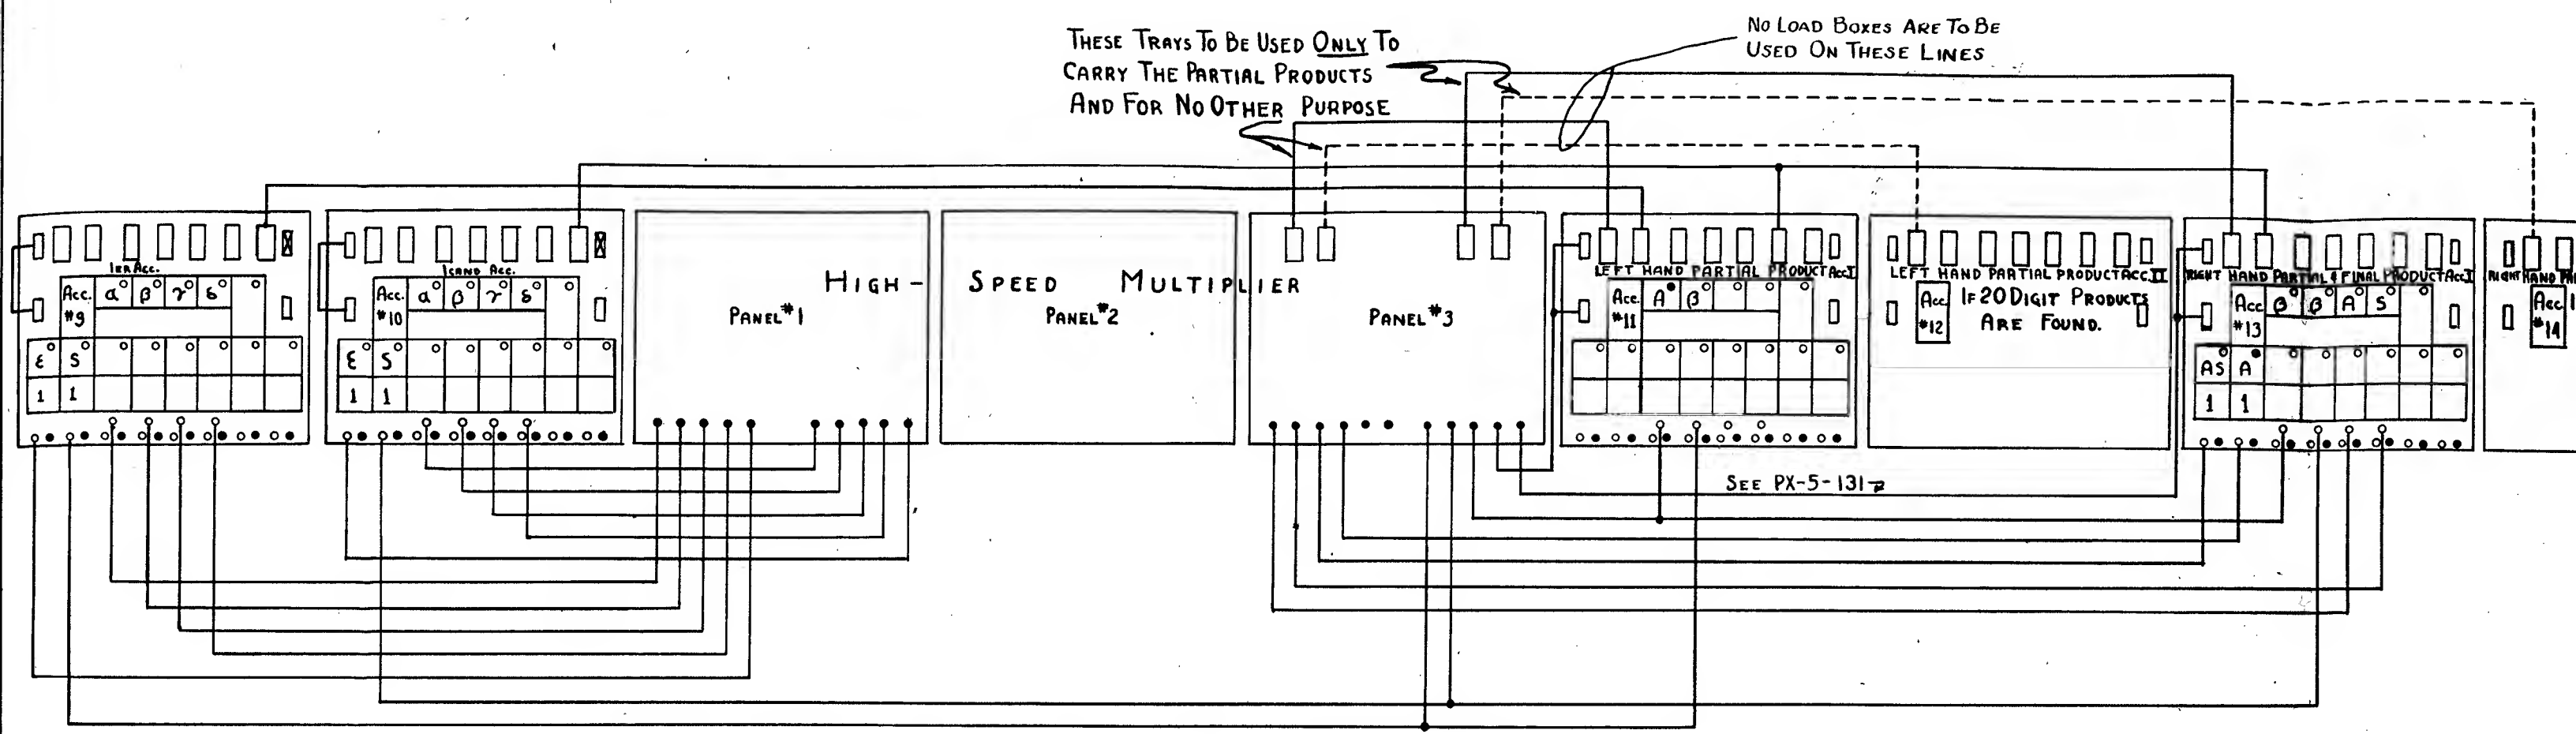 THESE TRAYS TO BE USED ONLY TO
CARRY THE PARTIAL PRODUCTS
AND FOR NO OTHER PURPOSE
NO LOAD BOXES ARE TO BE
USED ON THESE LINES
IER ACC.
Acc. #9
α β γ δ
ε S
1 1
ICAND ACC.
Acc. #10
α β γ δ
ε S
1 1
HIGH - SPEED MULTIPLIER
PANEL #1
PANEL #2
PANEL #3
LEFT HAND PARTIAL PRODUCT ACC I
Acc. #11
A β
LEFT HAND PARTIAL PRODUCT ACC. II
Acc. #12
IF 20 DIGIT PRODUCTS
ARE FOUND.
RIGHT HAND PARTIAL & FINAL PRODUCT ACC I
Acc #13
β β A S
AS A
1 1
RIGHT HAND
Acc
#14
SEE PX-5-131